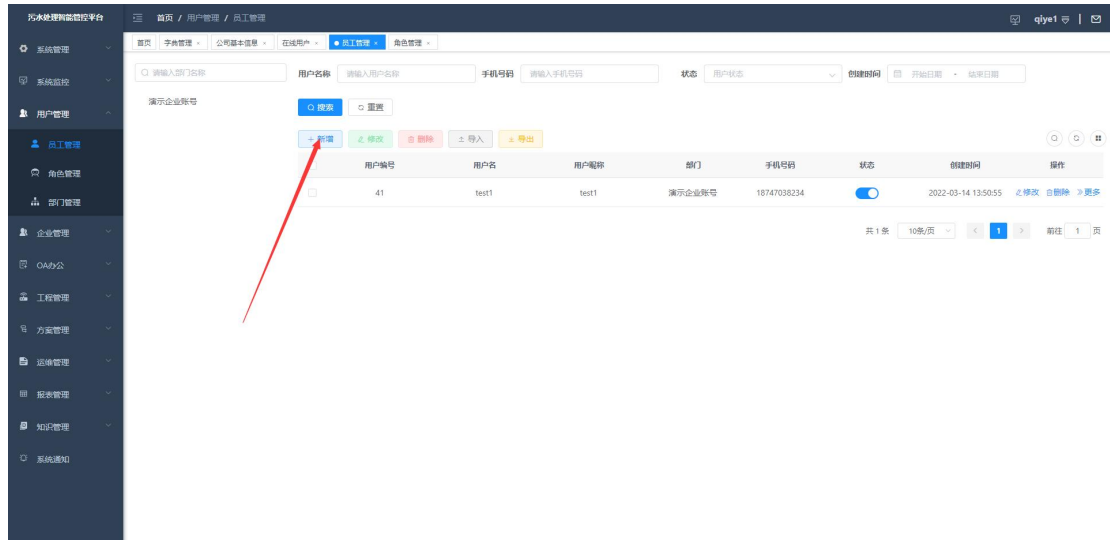 污水处理智能管控平台
首页 / 用户管理 / 员工管理
qiye1
首页 字典管理 × 公司基本信息 × 在线用户 × 员工管理 × 角色管理 ×
系统管理
系统监控
用户管理
员工管理
角色管理
部门管理
企业管理
OA办公
工程管理
方案管理
运维管理
报表管理
知识管理
系统通知
请输入部门名称
演示企业账号
用户名称 请输入用户名称 手机号码 请输入手机号码 状态 用户状态 创建时间 开始日期 - 结束日期
搜索 重置
+ 新增 修改 删除 导入 导出
用户编号 用户名 用户昵称 部门 手机号码 状态 创建时间 操作
41 test1 test1 演示企业账号 18747038234 2022-03-14 13:50:55 修改 删除 更多
共 1 条 10条/页 1 前往 1 页